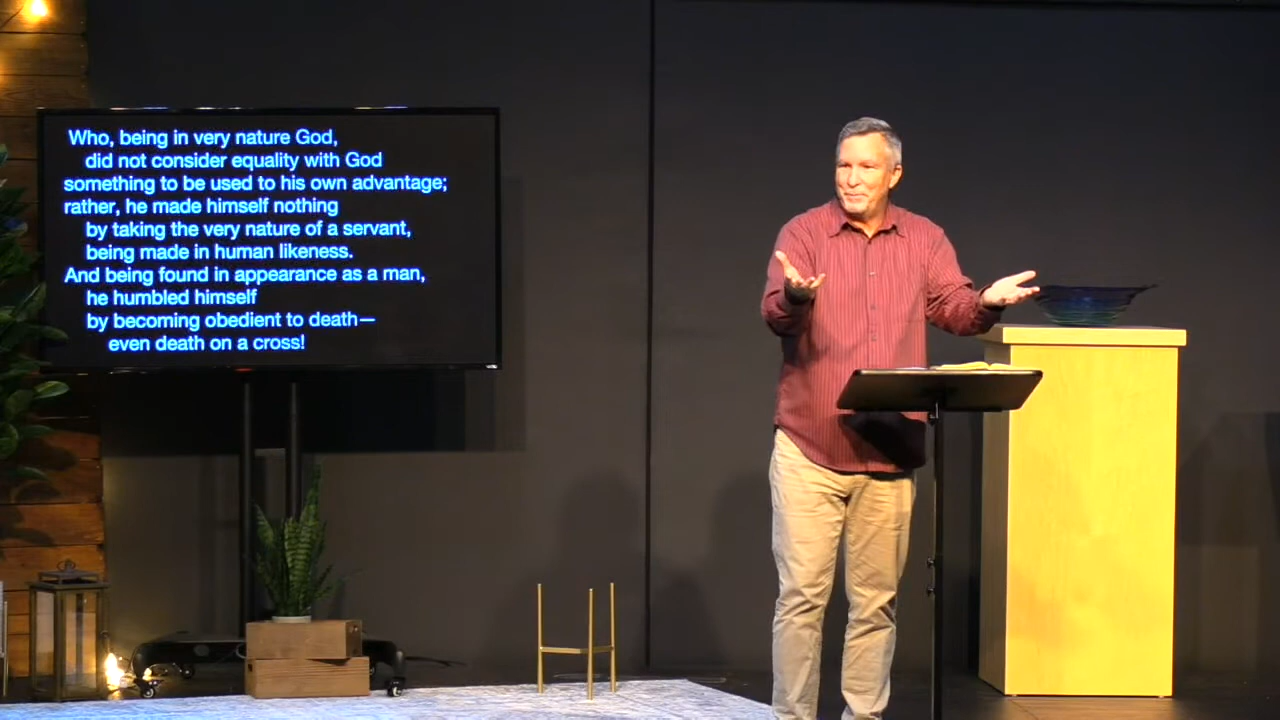 Who, being in very nature God,
did not consider equality with God
something to be used to his own advantage;
rather, he made himself nothing
by taking the very nature of a servant,
being made in human likeness.
And being found in appearance as a man,
he humbled himself
by becoming obedient to death—
even death on a cross!